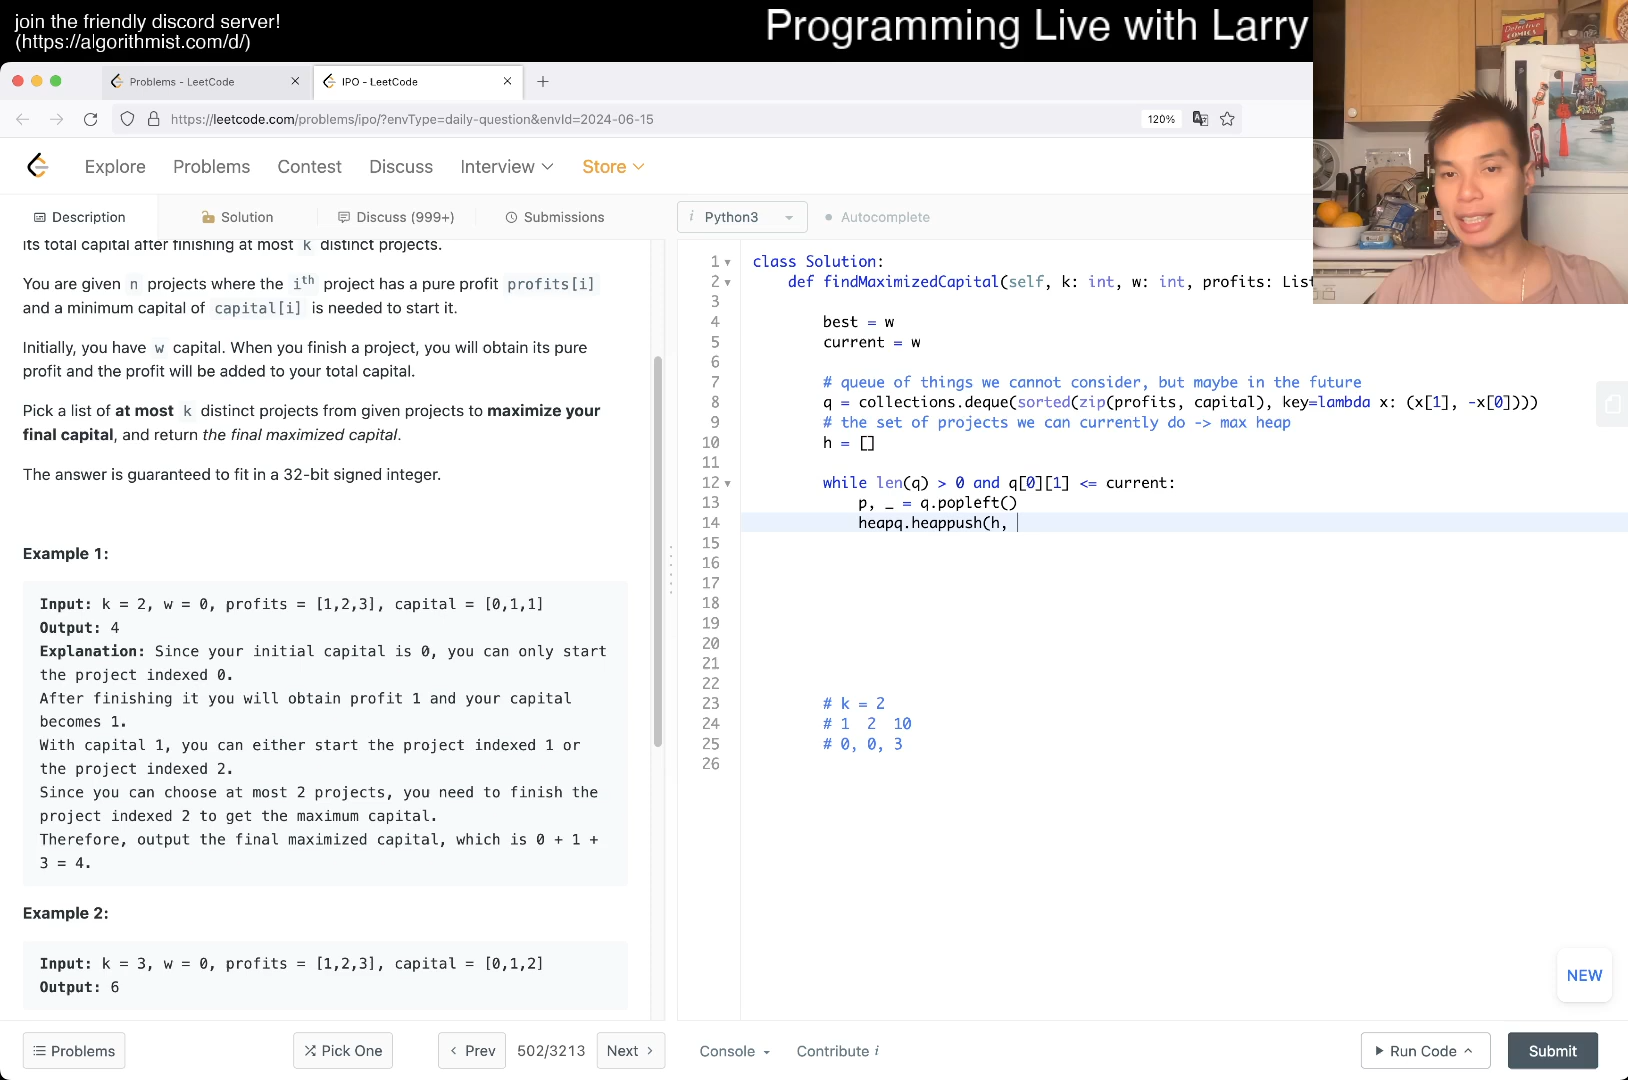 join the friendly discord server!
(https://algorithmist.com/d/)
Programming Live with Larry
Problems - LeetCode
IPO - LeetCode
https://leetcode.com/problems/ipo/?envType=daily-question&envId=2024-06-15
120%
Explore
Problems
Contest
Discuss
Interview
Store
Description
Solution
Discuss (999+)
Submissions
i Python3
Autocomplete
its total capital after finishing at most k distinct projects.
You are given n projects where the ith project has a pure profit profits[i]
and a minimum capital of capital[i] is needed to start it.
Initially, you have w capital. When you finish a project, you will obtain its pure
profit and the profit will be added to your total capital.
Pick a list of at most k distinct projects from given projects to maximize your
final capital, and return the final maximized capital.
The answer is guaranteed to fit in a 32-bit signed integer.
Example 1:
Input: k = 2, w = 0, profits = [1,2,3], capital = [0,1,1]
Output: 4
Explanation: Since your initial capital is 0, you can only start
the project indexed 0.
After finishing it you will obtain profit 1 and your capital
becomes 1.
With capital 1, you can either start the project indexed 1 or
the project indexed 2.
Since you can choose at most 2 projects, you need to finish the
project indexed 2 to get the maximum capital.
Therefore, output the final maximized capital, which is 0 + 1 +
3 = 4.
Example 2:
Input: k = 3, w = 0, profits = [1,2,3], capital = [0,1,2]
Output: 6
1 class Solution:
2 def findMaximizedCapital(self, k: int, w: int, profits: List
3
4 best = w
5 current = w
6
7 # queue of things we cannot consider, but maybe in the future
8 q = collections.deque(sorted(zip(profits, capital), key=lambda x: (x[1], -x[0])))
9 # the set of projects we can currently do -> max heap
10 h = []
11
12 while len(q) > 0 and q[0][1] <= current:
13 p, _ = q.popleft()
14 heapq.heappush(h,
15
16
17
18
19
20
21
22
23 # k = 2
24 # 1 2 10
25 # 0, 0, 3
26
NEW
Problems
Pick One
Prev
502/3213
Next
Console
Contribute i
Run Code
Submit